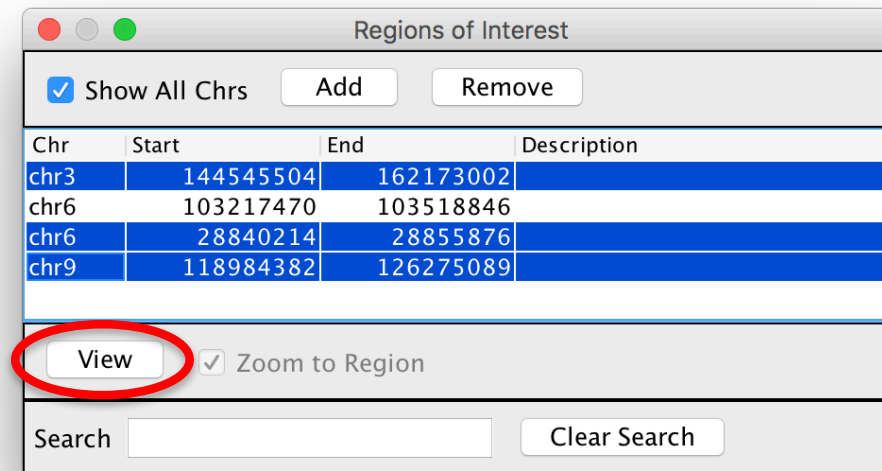 Regions of Interest
Show All Chrs Add Remove
Chr Start End Description
chr3 144545504 162173002
chr6 103217470 103518846
chr6 28840214 28855876
chr9 118984382 126275089
View Zoom to Region
Search Clear Search